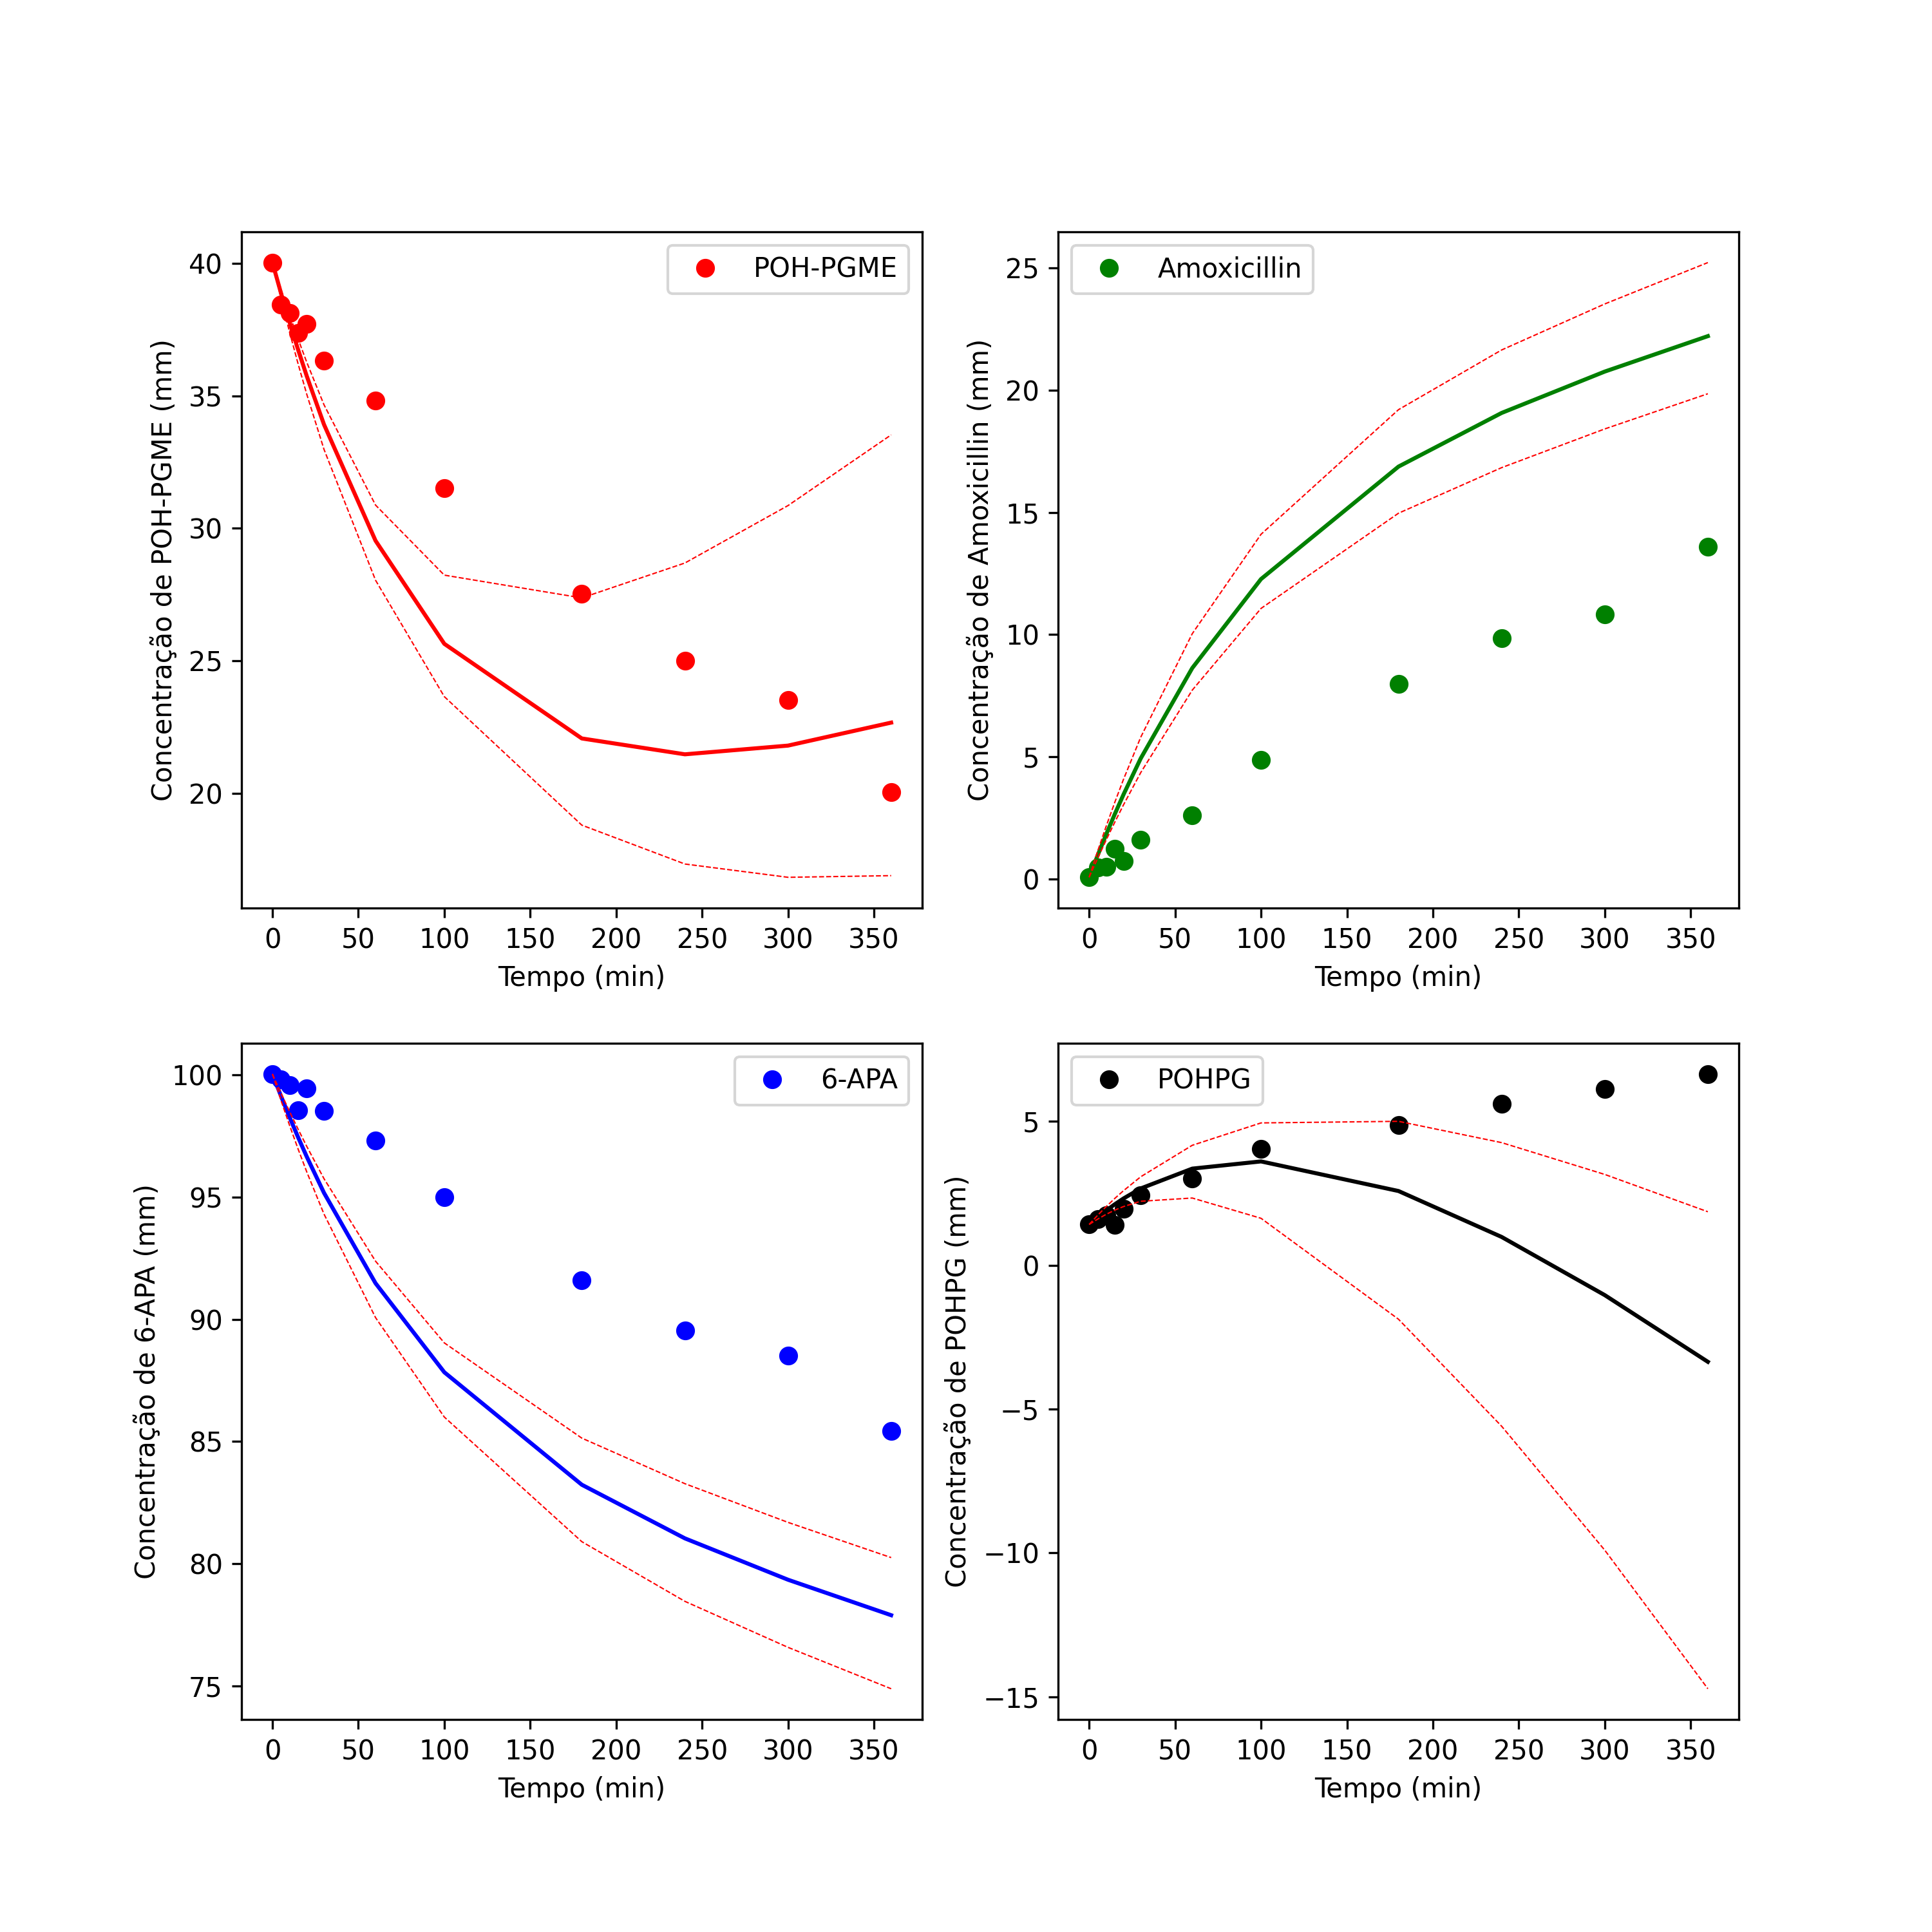 POH-PGME
Concentração de POH-PGME (mm)
40
35
30
25
20
0 50 100 150 200 250 300 350
Tempo (min)
Amoxicillin
Concentração de Amoxicillin (mm)
25
20
15
10
5
0
0 50 100 150 200 250 300 350
Tempo (min)
6-APA
Concentração de 6-APA (mm)
100
95
90
85
80
75
0 50 100 150 200 250 300 350
Tempo (min)
POHPG
Concentração de POHPG (mm)
5
0
−5
−10
−15
0 50 100 150 200 250 300 350
Tempo (min)